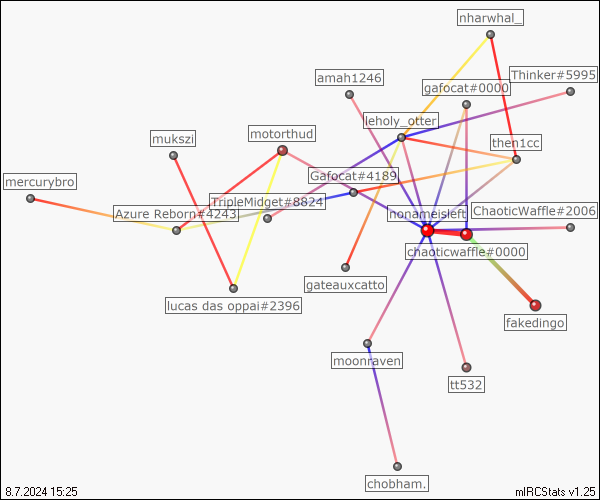 nharwhal_
amah1246
Thinker#5995
gafocat#0000
leholy_otter
motorthud
mukszi
then1cc
Gafocat#4189
mercurybro
TripleMidget#8824
Azure Reborn#4243
nonameisleft
ChaoticWaffle#2006
chaoticwaffle#0000
gateauxcatto
lucas das oppai#2396
fakedingo
moonraven
tt532
chobham.
8.7.2024 15:25
mIRCStats v1.25